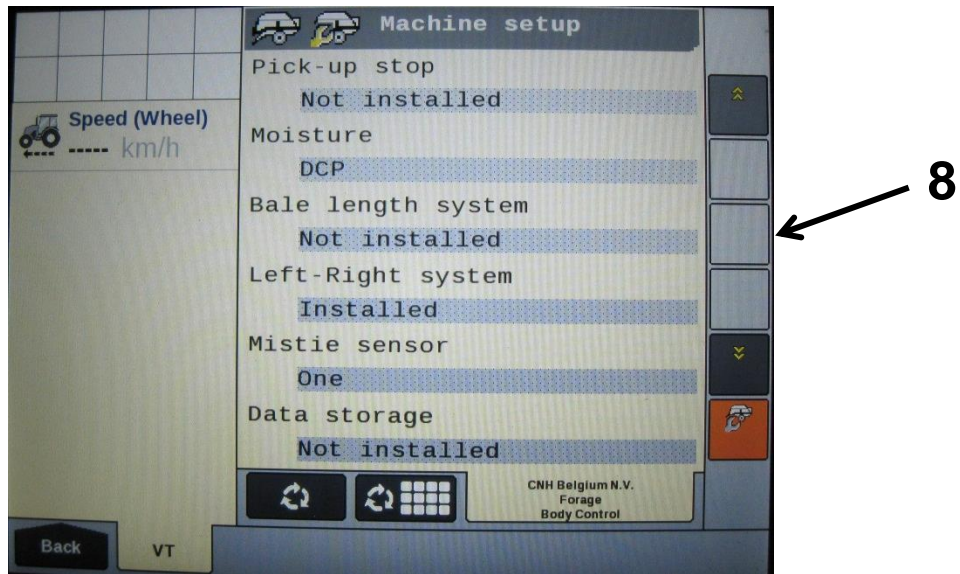 Machine setup
Speed (Wheel)
----- km/h
Pick-up stop
Not installed
Moisture
DCP
Bale length system
Not installed
Left-Right system
Installed
Mistie sensor
One
Data storage
Not installed
CNH Belgium N.V.
Forage
Body Control
Back
VT
8